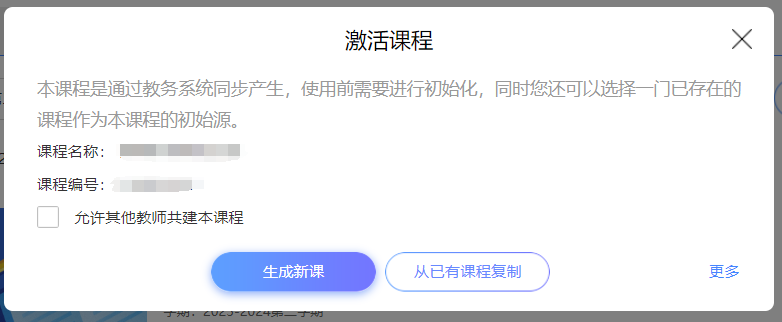 激活课程
本课程是通过教务系统同步产生，使用前需要进行初始化，同时您还可以选择一门已存在的
课程作为本课程的初始源。
课程名称：
课程编号：
允许其他教师共建本课程
生成新课
从已有课程复制
更多